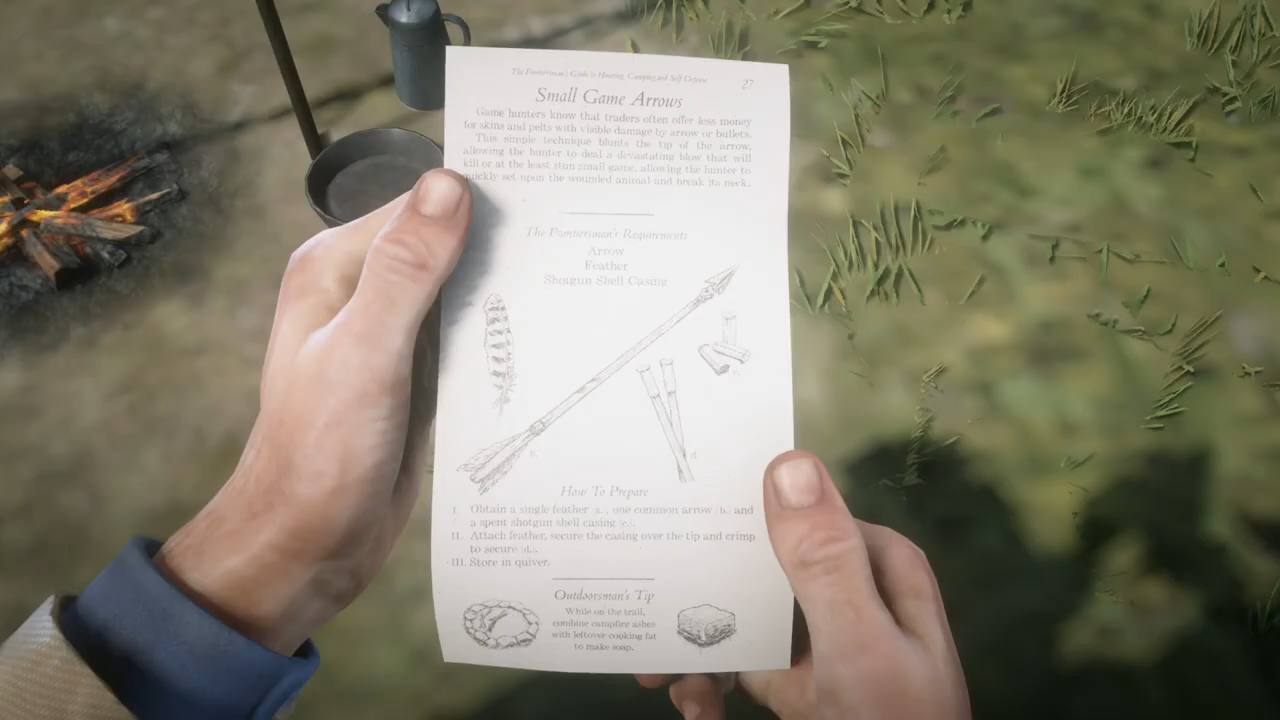 The Frontiersman's Guide to Hunting, Camping and Self Defense
27
Small Game Arrows
Game hunters know that traders often offer less money
for skins and pelts with visible damage by arrow or bullets.
This simple technique blunts the tip of the arrow,
allowing the hunter to deal a devastating blow that will
kill or at the least stun small game, allowing the hunter to
quickly set upon the wounded animal and break its neck.
The Frontiersman's Requirements
Arrow
Feather
Shotgun Shell Casing
c.
b.
d.
How To Prepare
I. Obtain a single feather (a.), one common arrow (b.) and
a spent shotgun shell casing (c.).
II. Attach feather, secure the casing over the tip and crimp
to secure (d.).
III. Store in quiver.
Outdoorsman's Tip
While on the trail,
combine campfire ashes
with leftover cooking fat
to make soap.